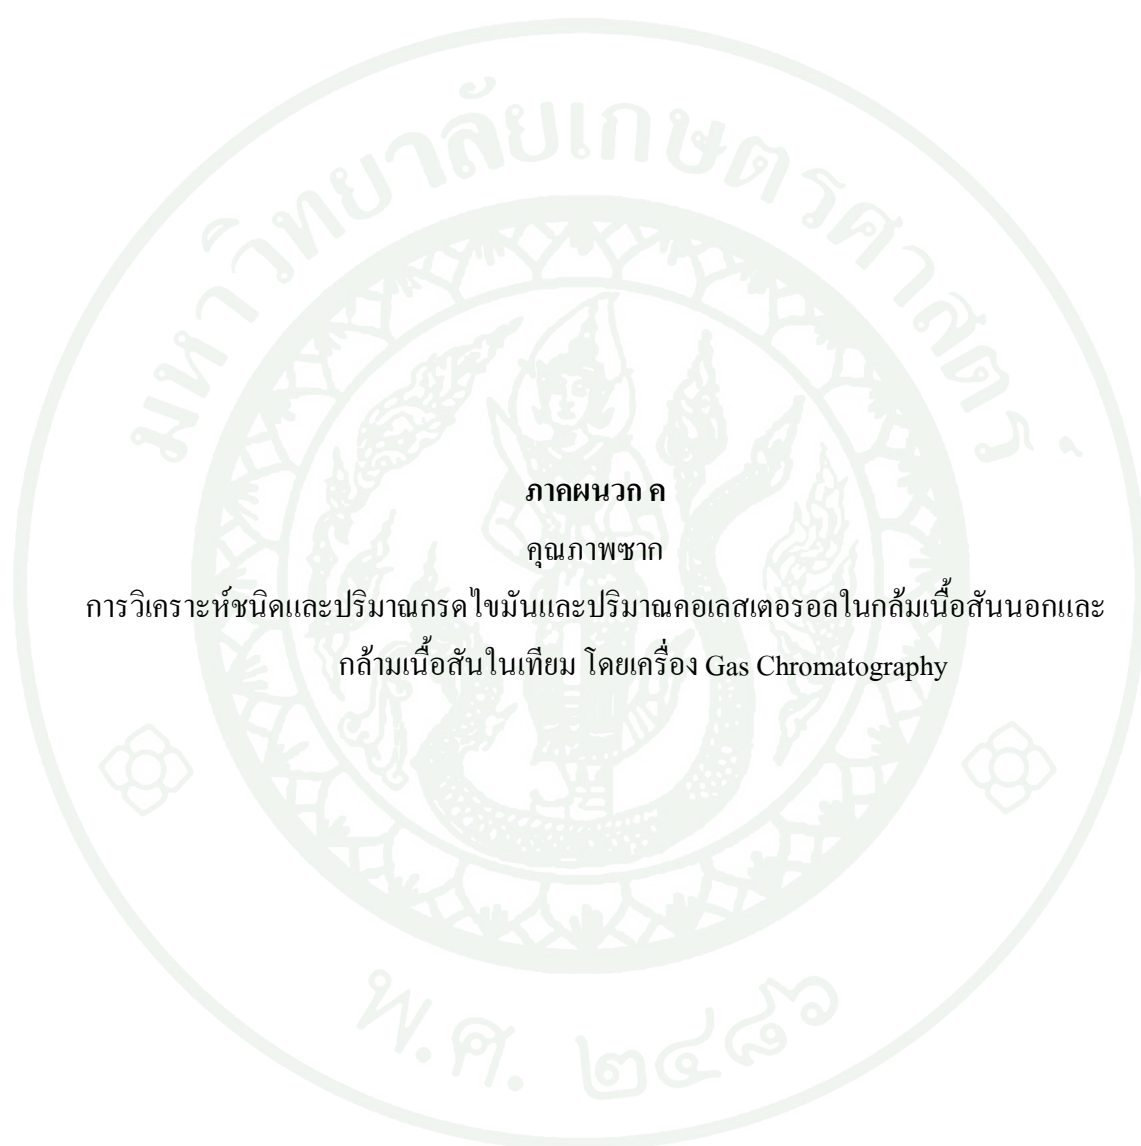 มหาวิทยาลัยเกษตรศาสตร์
ภาคผนวก ค
คุณภาพซาก
การวิเคราะห์ชนิดและปริมาณกรดไขมันและปริมาณคอเลสเตอรอลในกล้มเนื้อสันนอกและ
กล้ามเนื้อสันในเทียม โดยเครื่อง Gas Chromatography
พ.ศ. ๒๔๘๖